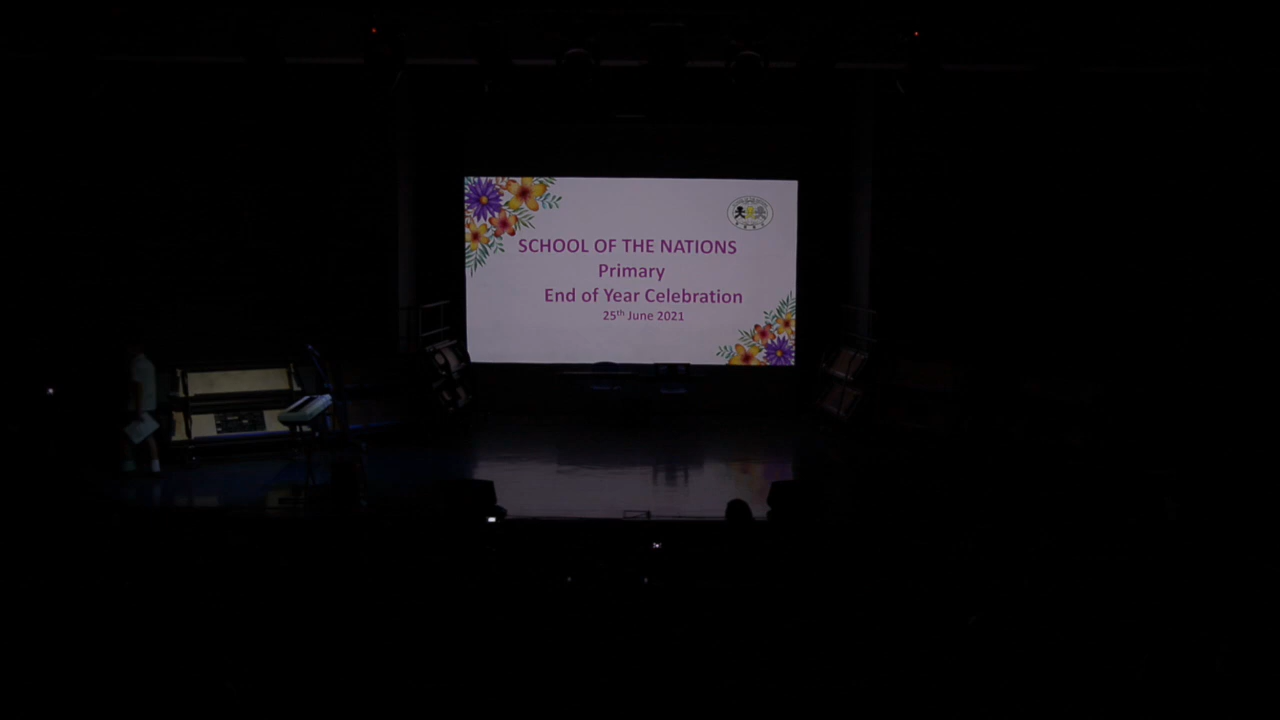 SCHOOL OF THE NATIONS
Primary
End of Year Celebration
25th June 2021